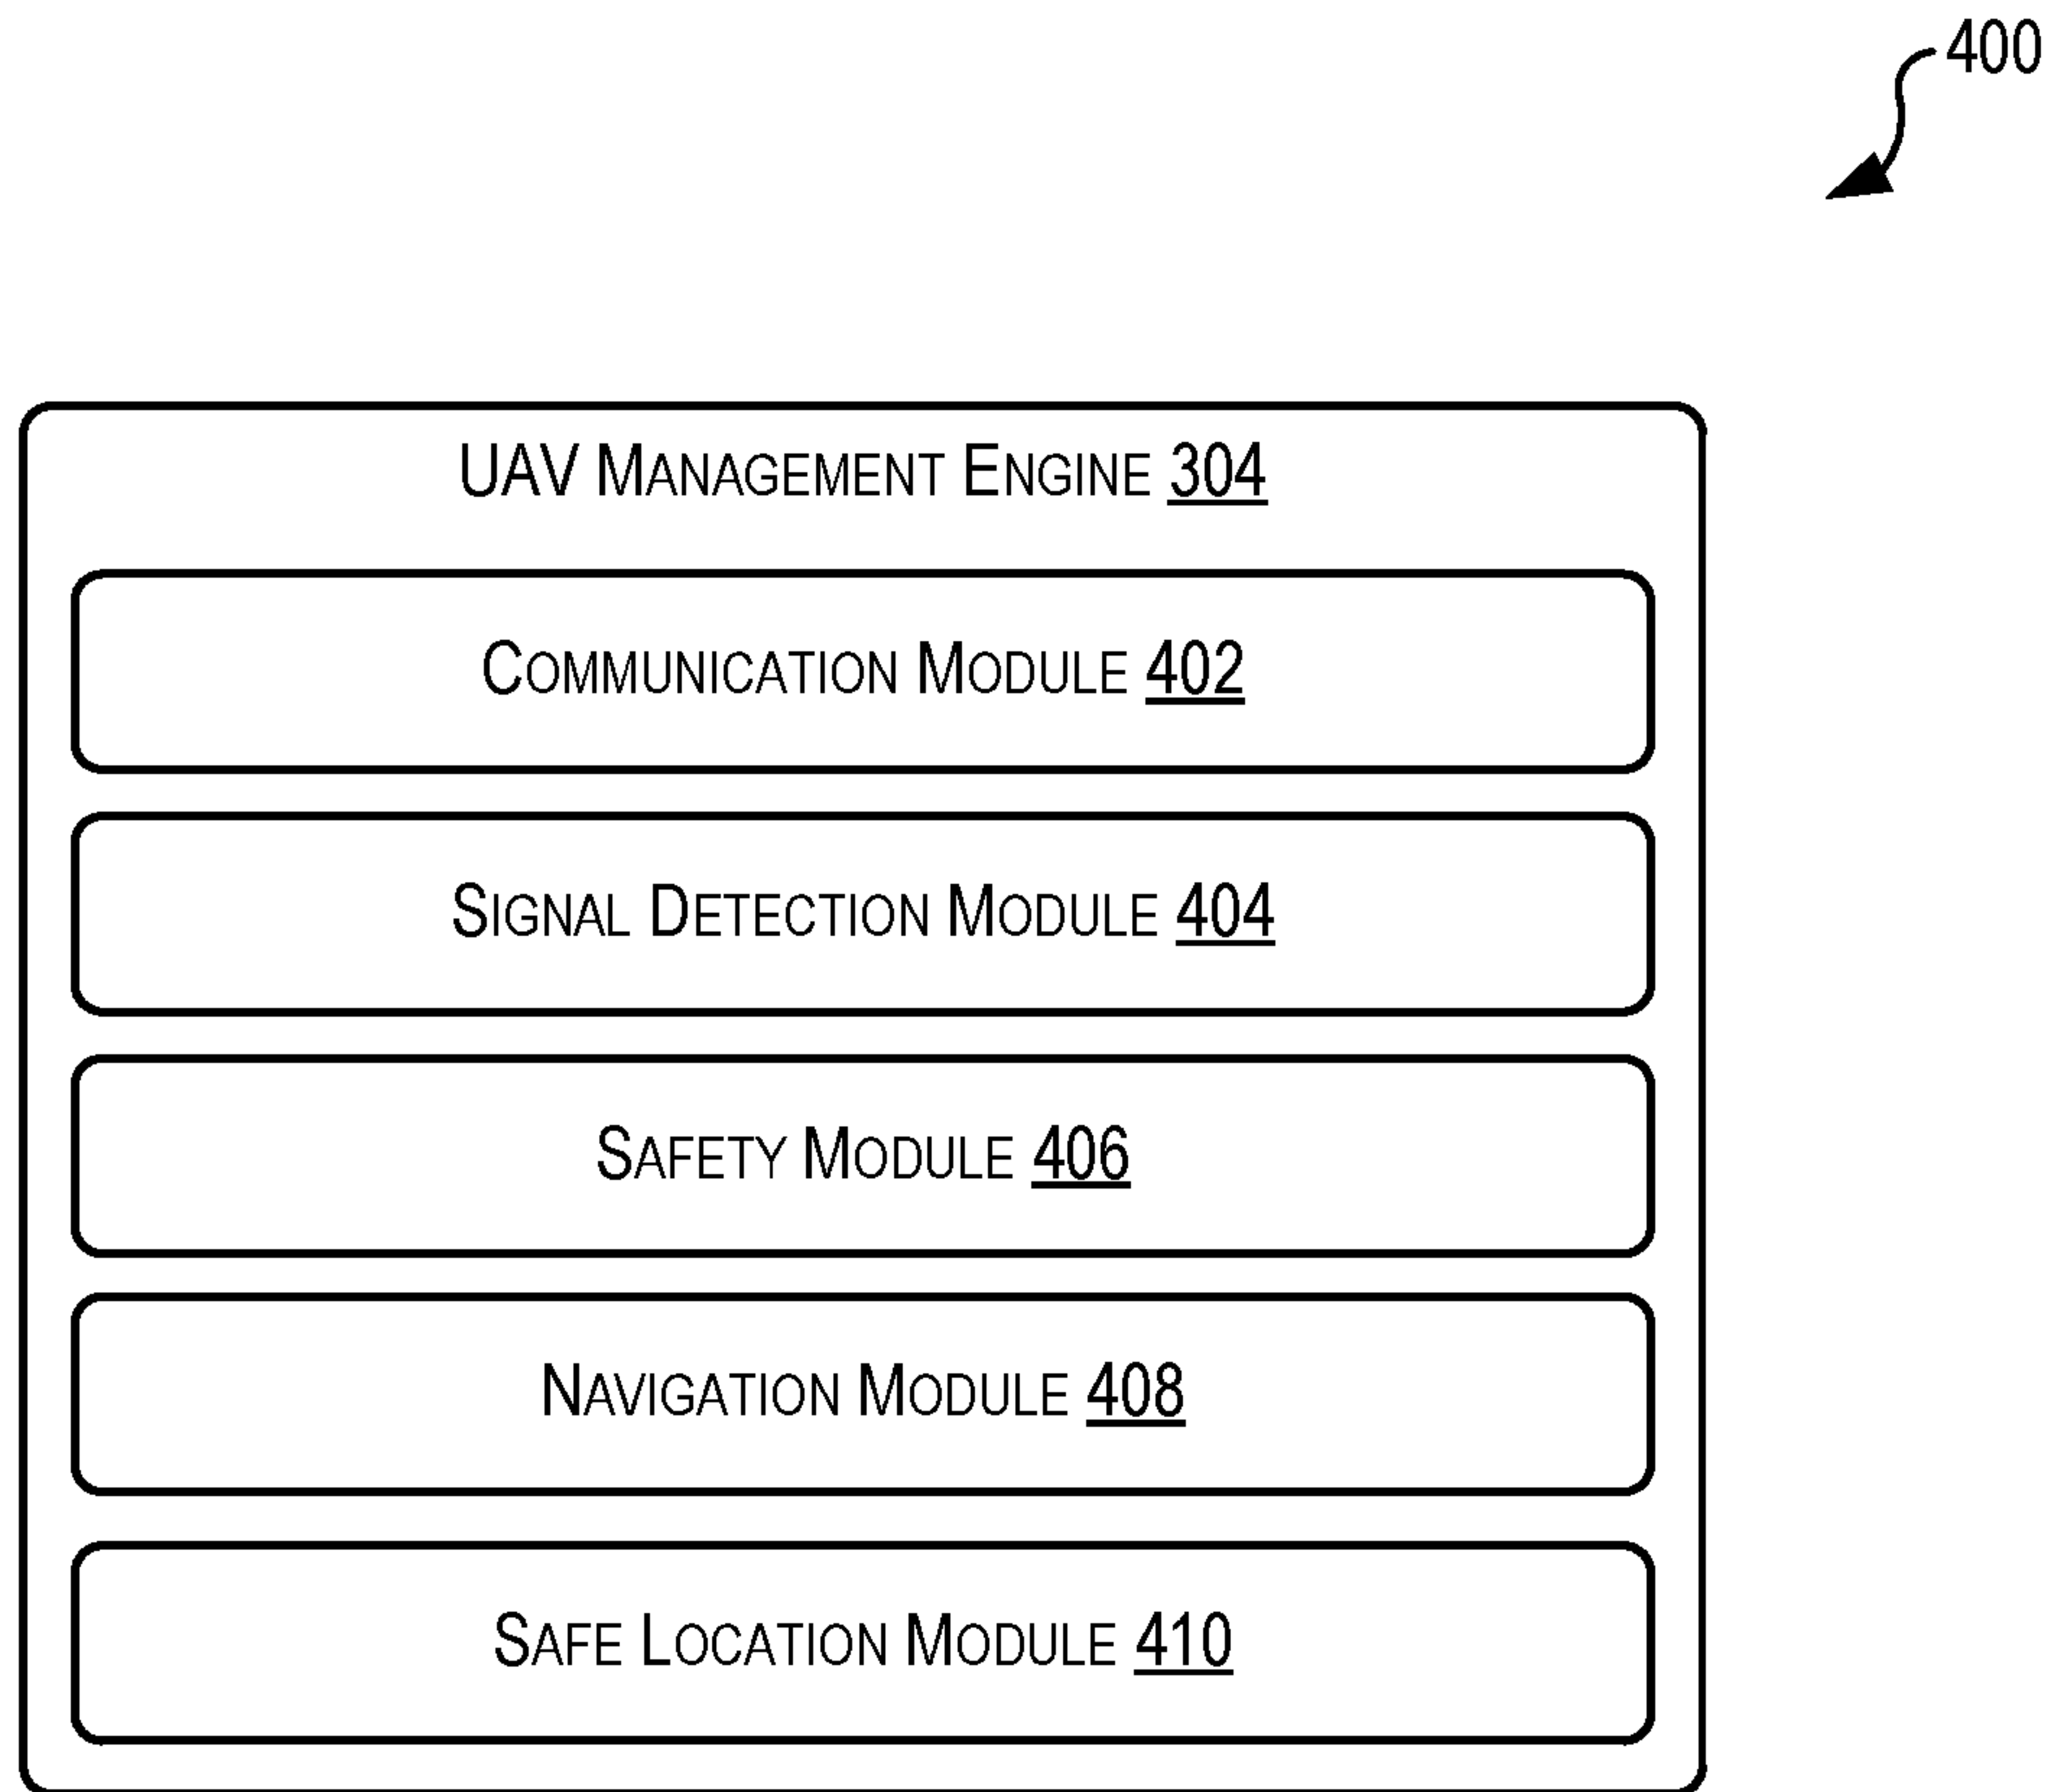 400
UAV MANAGEMENT ENGINE 304
COMMUNICATION MODULE 402
SIGNAL DETECTION MODULE 404
SAFETY MODULE 406
NAVIGATION MODULE 408
SAFE LOCATION MODULE 410